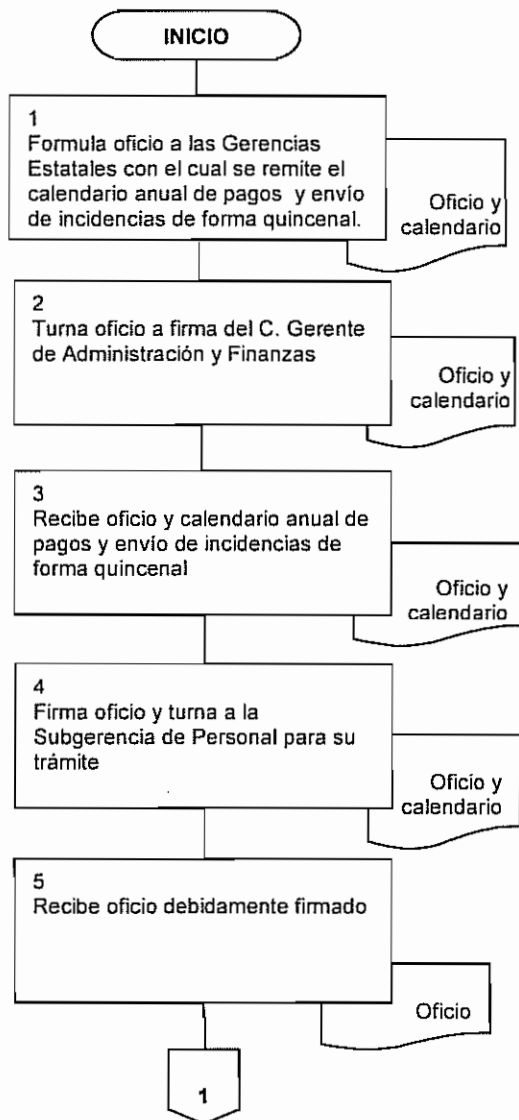 INICIO
1
Formula oficio a las Gerencias
Estatales con el cual se remite el
calendario anual de pagos y envío
de incidencias de forma quincenal.
Oficio y
calendario
2
Turna oficio a firma del C. Gerente
de Administración y Finanzas
Oficio y
calendario
3
Recibe oficio y calendario anual de
pagos y envío de incidencias de
forma quincenal
Oficio y
calendario
4
Firma oficio y turna a la
Subgerencia de Personal para su
trámite
Oficio y
calendario
5
Recibe oficio debidamente firmado
Oficio
1